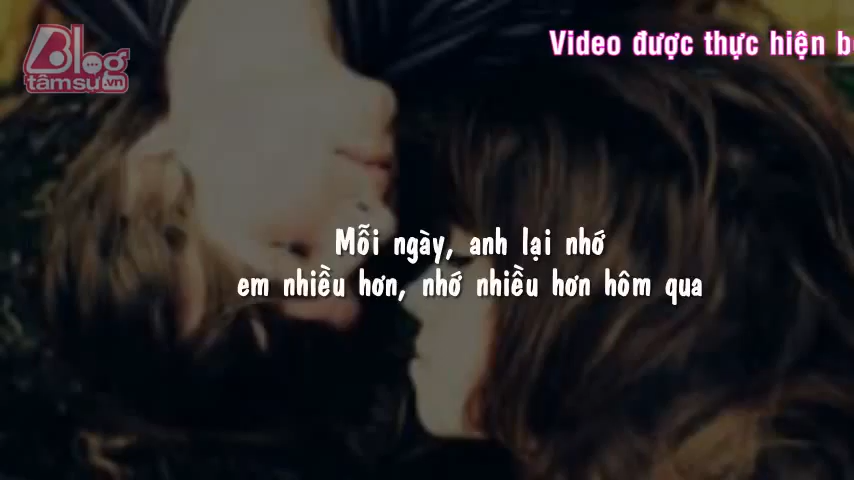 Blog
tâmsự.vn
Video được thực hiện b
Mỗi ngày, anh lại nhớ
em nhiều hơn, nhớ nhiều hơn hôm qua